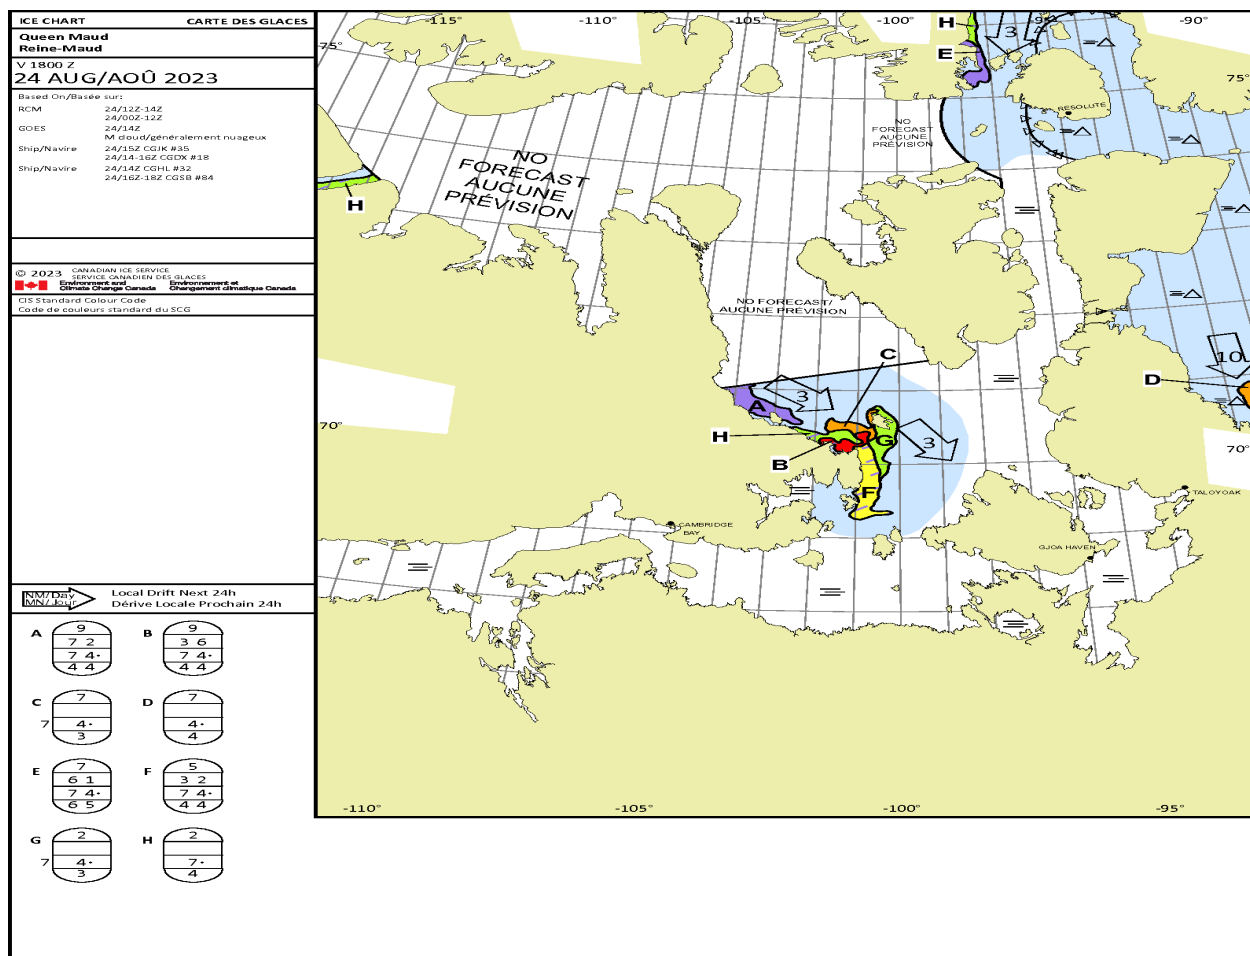 ICE CHART CARTE DES GLACES
Queen Maud
Reine-Maud
V 1800 Z
24 AUG/AOÛ 2023
Based On/Basée sur:
RCM 24/12Z-14Z
24/00Z-12Z
GOES 24/14Z
M cloud/généralement nuageux
Ship/Navire 24/15Z CGJK #35
24/14-16Z CGDX #18
Ship/Navire 24/14Z CGHL #32
24/16Z-18Z CGSB #84
© 2023 CANADIAN ICE SERVICE
SERVICE CANADIEN DES GLACES
Environment and Environnement et
Climate Change Canada Changement climatique Canada
CIS Standard Colour Code
Code de couleurs standard du SCG
NM/Day
MN/Jour
Local Drift Next 24h
Dérive Locale Prochain 24h
A 9
7 2
7 4•
4 4
B 9
3 6
7 4•
4 4
C 7
7 4•
3
D 7
4•
4
E 7
6 1
7 4•
6 5
F 5
3 2
7 4•
4 4
G 2
7 4•
3
H 2
7•
4
-115° -110° -105° -100° -95° -90°
75°
H
3
E
75°
RESOLUTE
NO
FORECAST
AUCUNE
PRÉVISION
NO
FORECAST
AUCUNE
PRÉVISION
H
NO FORECAST/
AUCUNE PRÉVISION
C
10
D
3
A
70°
H
G
3
B
70°
F
TALOYOAK
CAMBRIDGE
BAY
GJOA HAVEN
-110° -105° -100° -95°